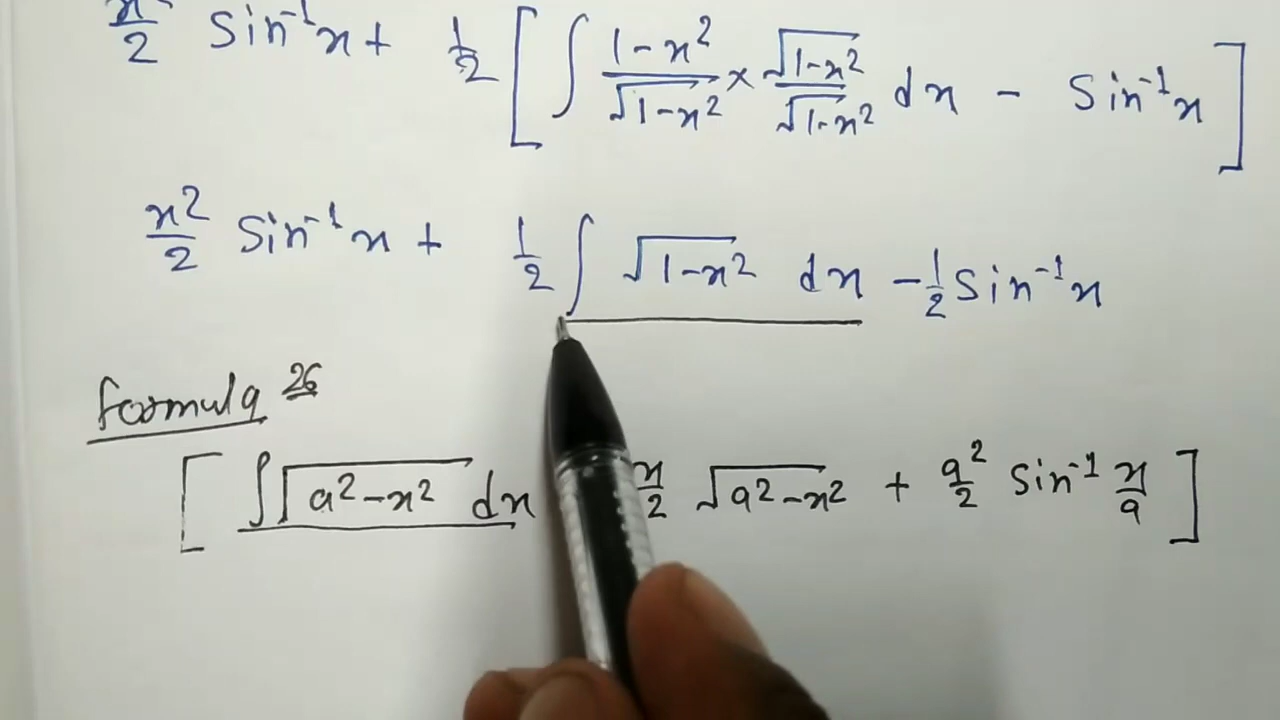 x²/2 Sin⁻¹x + 1/2 [ ∫ 1-x²/√1-x² × √1-x²/√1-x² dx - Sin⁻¹x ]
x²/2 Sin⁻¹x + 1/2 ∫ √1-x² dx - 1/2 Sin⁻¹x
Formula 26
[ ∫√a²-x² dx x/2 √a²-x² + a²/2 Sin⁻¹ x/a ]